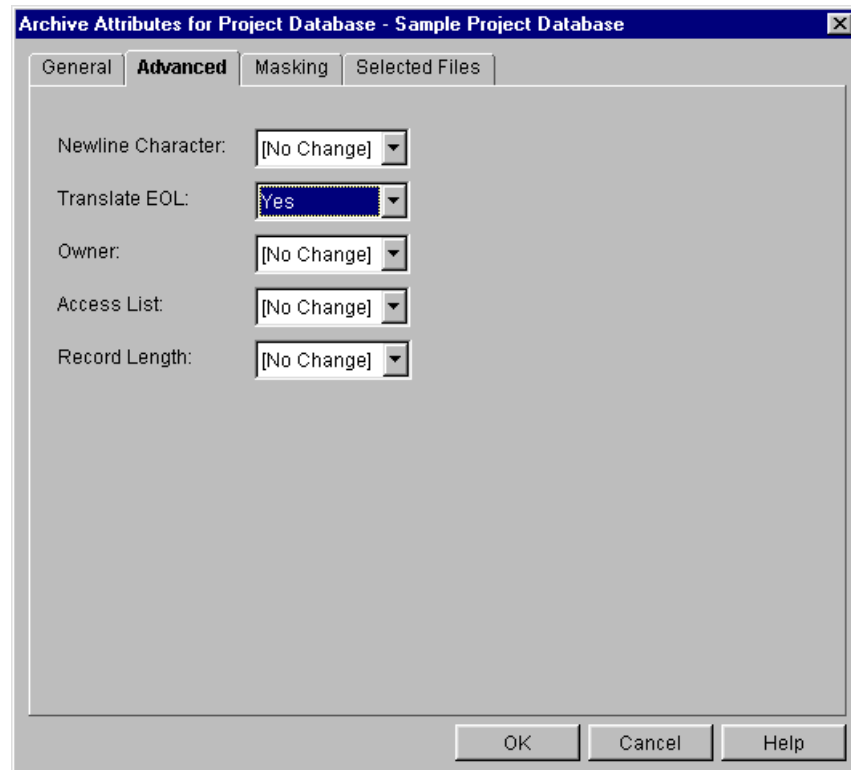 Archive Attributes for Project Database - Sample Project Database
General Advanced Masking Selected Files
Newline Character: [No Change]
Translate EOL: Yes
Owner: [No Change]
Access List: [No Change]
Record Length: [No Change]
OK Cancel Help